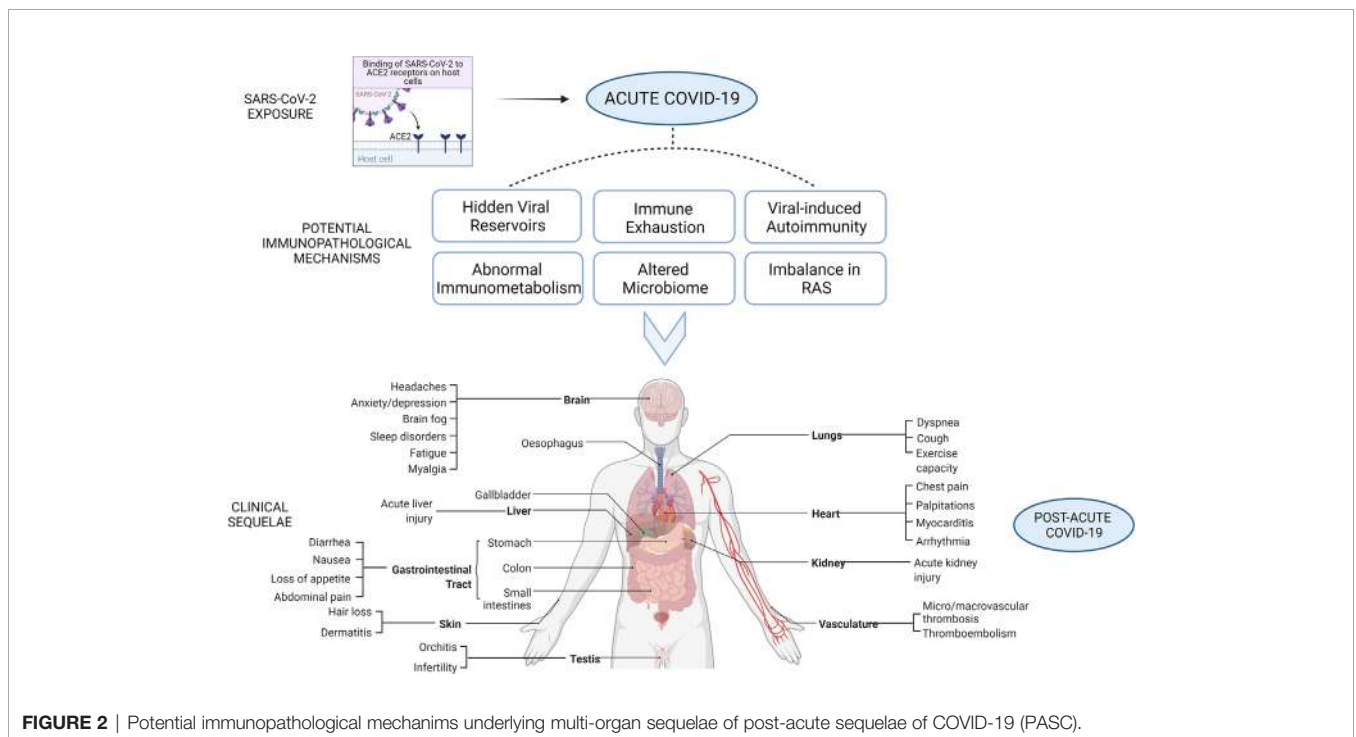 Binding of SARS-CoV-2 to
ACE2 receptors on host
cells
SARS-CoV 2
ACE2
Host cell
SARS-CoV-2
EXPOSURE
ACUTE COVID-19
POTENTIAL
IMMUNOPATHOLOGICAL
MECHANISMS
Hidden Viral
Reservoirs
Immune
Exhaustion
Viral-induced
Autoimmunity
Abnormal
Immunometabolism
Altered
Microbiome
Imbalance in
RAS
CLINICAL
SEQUELAE
Headaches
Anxiety/depression
Brain fog
Sleep disorders
Fatigue
Myalgia
Brain
Oesophagus
Gallbladder
Acute liver
injury
Liver
Diarrhea
Nausea
Loss of appetite
Abdominal pain
Gastrointestinal
Tract
Stomach
Colon
Small
intestines
Hair loss
Dermatitis
Skin
Orchitis
Infertility
Testis
Lungs
Dyspnea
Cough
Exercise
capacity
Heart
Chest pain
Palpitations
Myocarditis
Arrhythmia
Kidney
Acute kidney
injury
Vasculature
Micro/macrovascular
thrombosis
Thromboembolism
POST-ACUTE
COVID-19
FIGURE 2 | Potential immunopathological mechanims underlying multi-organ sequelae of post-acute sequelae of COVID-19 (PASC).